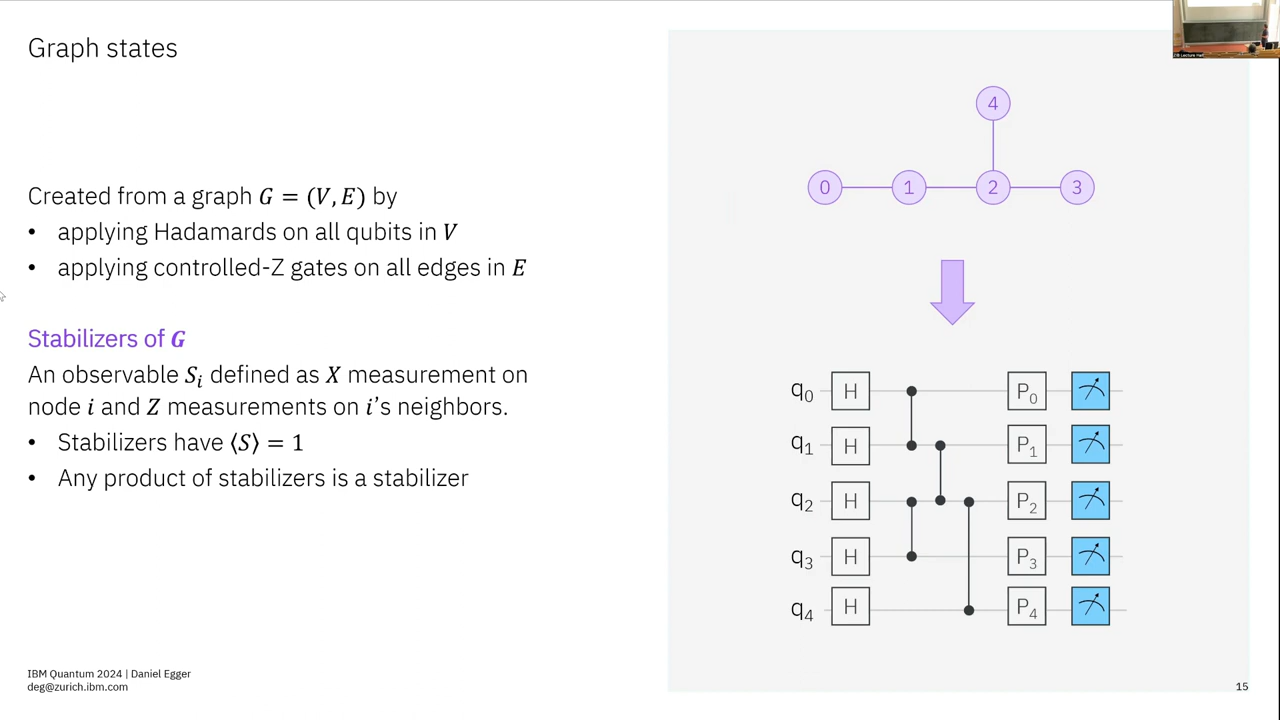 Graph states
Created from a graph G = (V, E) by
• applying Hadamards on all qubits in V
• applying controlled-Z gates on all edges in E
Stabilizers of G
An observable Sᵢ defined as X measurement on
node i and Z measurements on i's neighbors.
• Stabilizers have ⟨S⟩ = 1
• Any product of stabilizers is a stabilizer
4
0 1 2 3
q₀ H P₀
q₁ H P₁
q₂ H P₂
q₃ H P₃
q₄ H P₄
IBM Quantum 2024 | Daniel Egger
deg@zurich.ibm.com
15